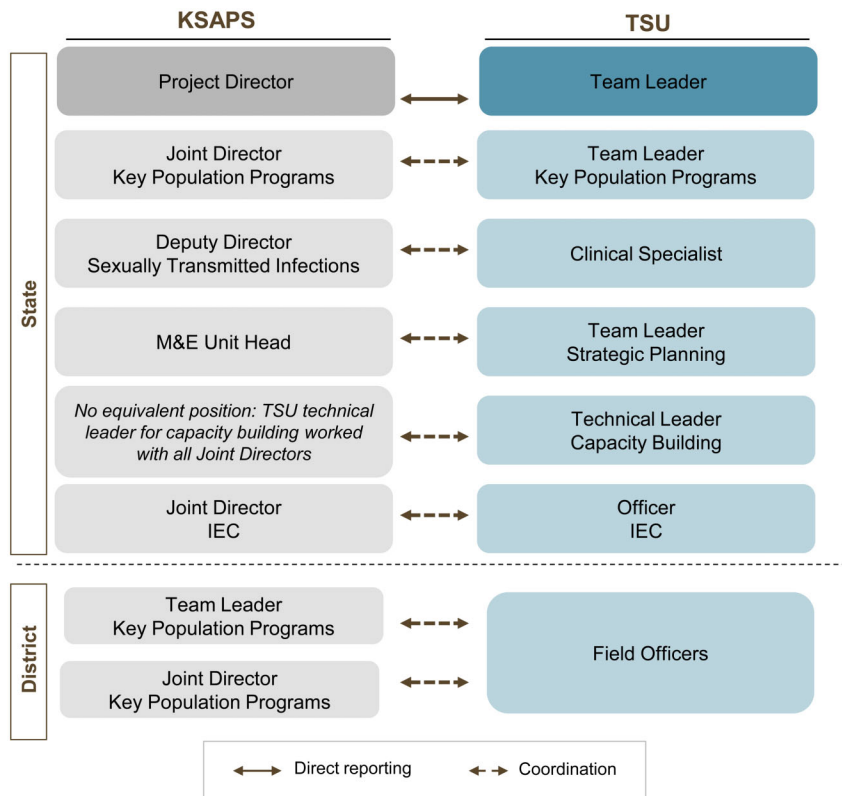 KSAPS
TSU
State
Project Director
Team Leader
Joint Director
Key Population Programs
Team Leader
Key Population Programs
Deputy Director
Sexually Transmitted Infections
Clinical Specialist
M&E Unit Head
Team Leader
Strategic Planning
No equivalent position: TSU technical
leader for capacity building worked
with all Joint Directors
Technical Leader
Capacity Building
Joint Director
IEC
Officer
IEC
District
Team Leader
Key Population Programs
Joint Director
Key Population Programs
Field Officers
Direct reporting
Coordination